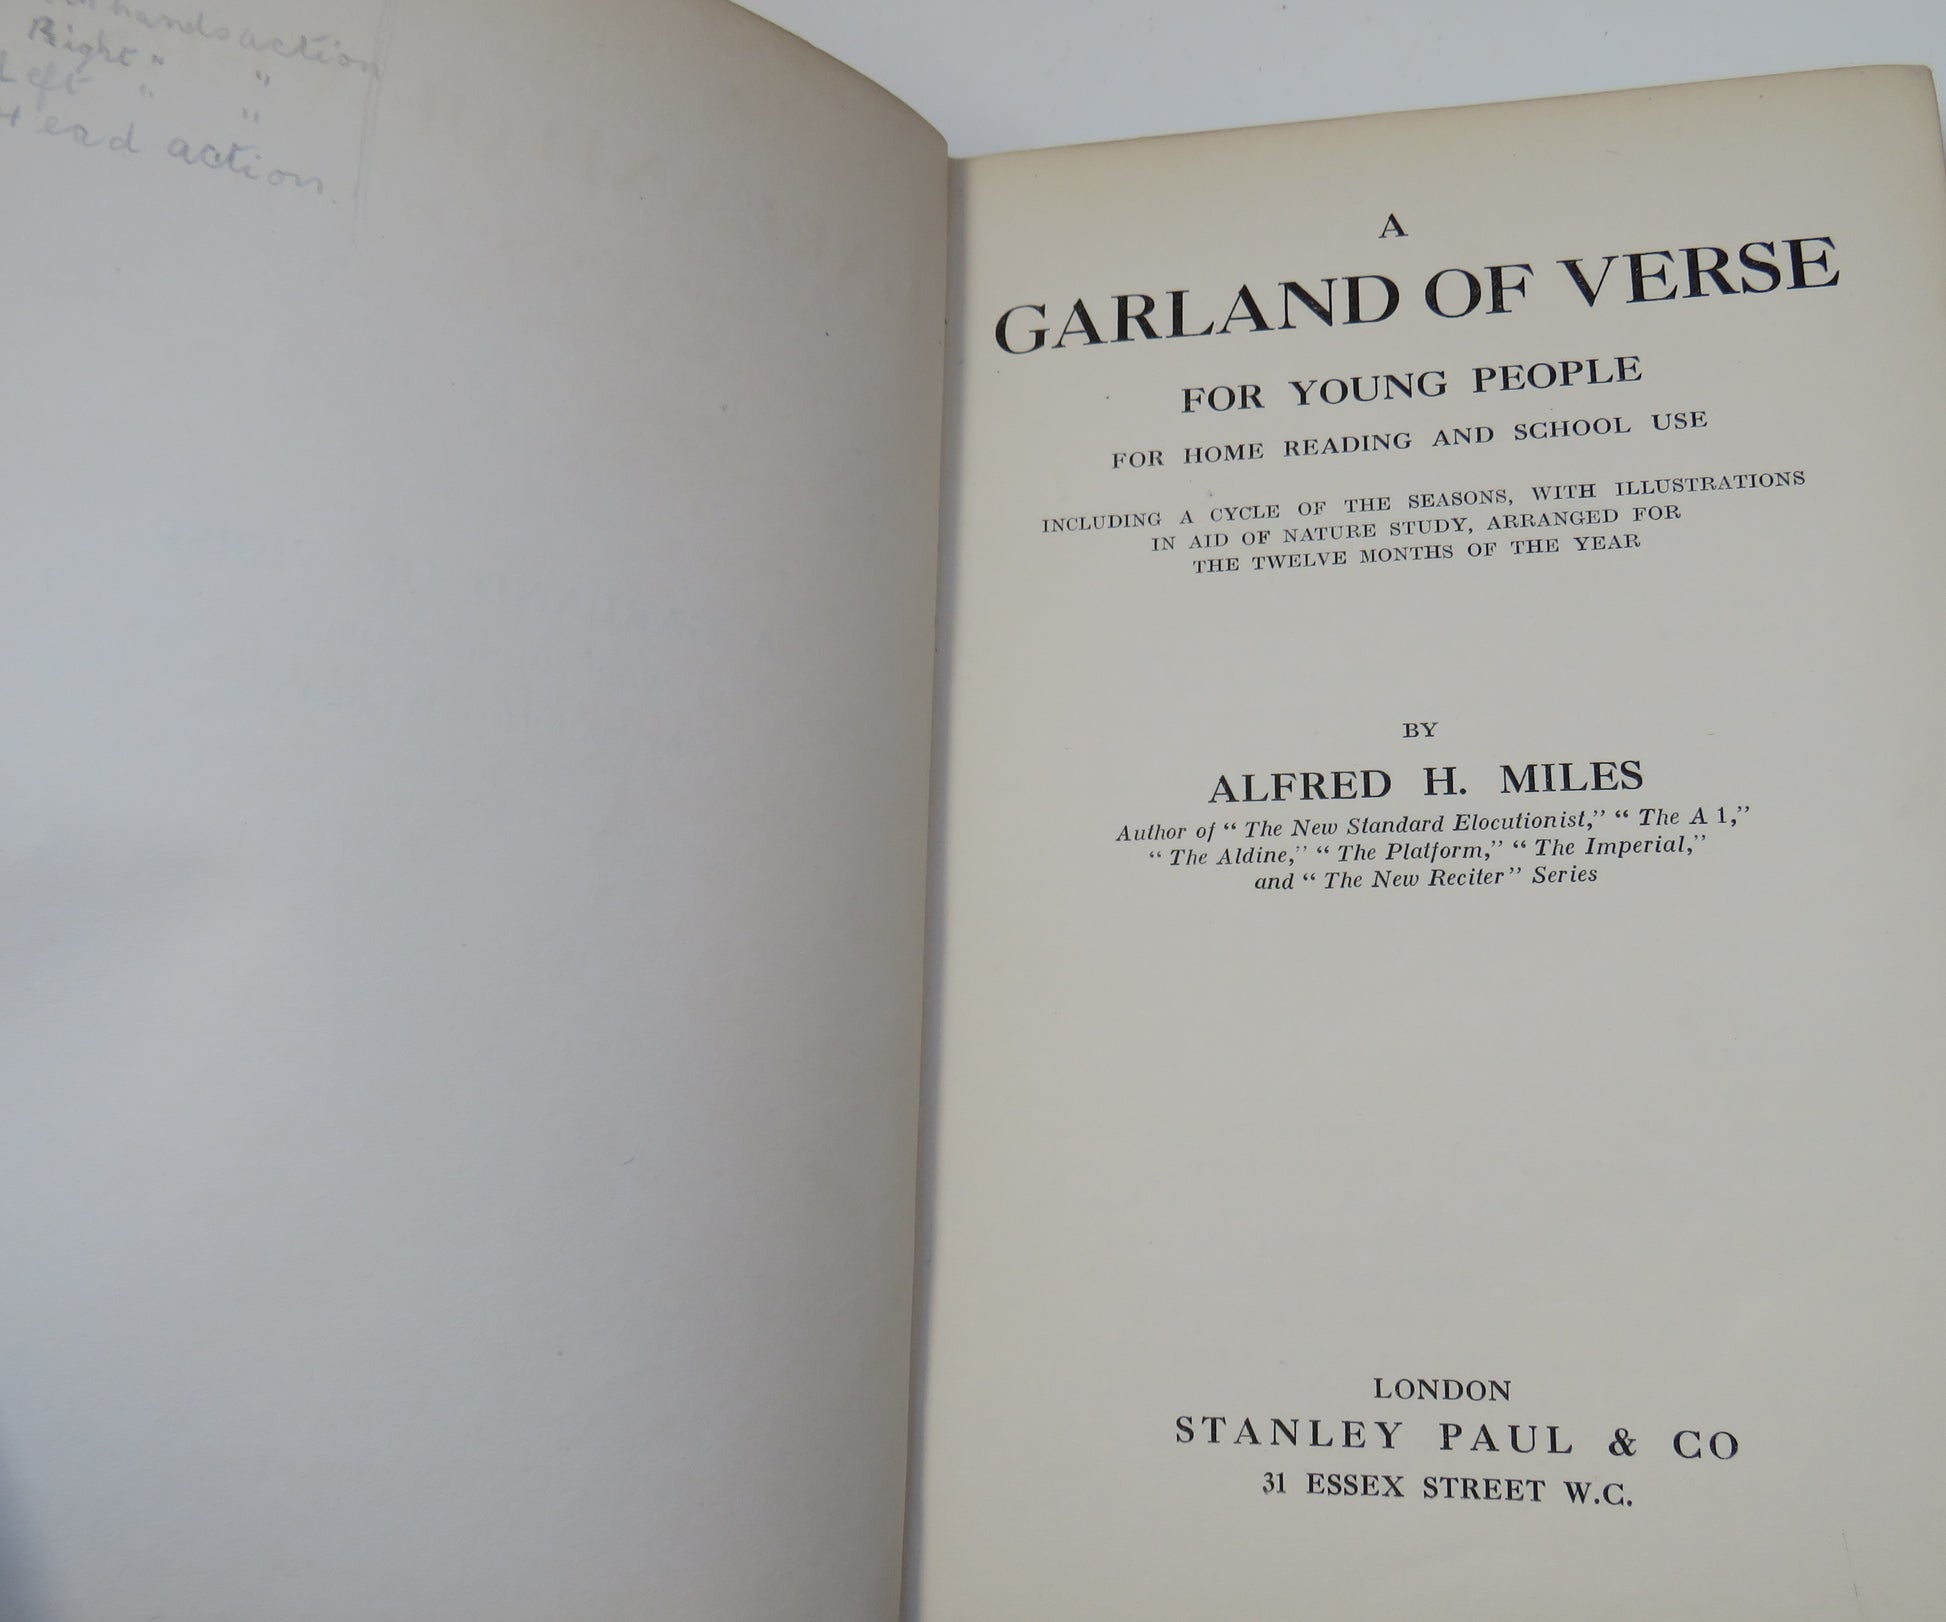 hands action
Right " "
Left " "
Head action.
A
GARLAND OF VERSE
FOR YOUNG PEOPLE
FOR HOME READING AND SCHOOL USE
INCLUDING A CYCLE OF THE SEASONS, WITH ILLUSTRATIONS
IN AID OF NATURE STUDY, ARRANGED FOR
THE TWELVE MONTHS OF THE YEAR
BY
ALFRED H. MILES
Author of “ The New Standard Elocutionist,” “ The A 1,”
“ The Aldine,” “ The Platform,” “ The Imperial,”
and “ The New Reciter” Series
LONDON
STANLEY PAUL & CO
31 ESSEX STREET W.C.